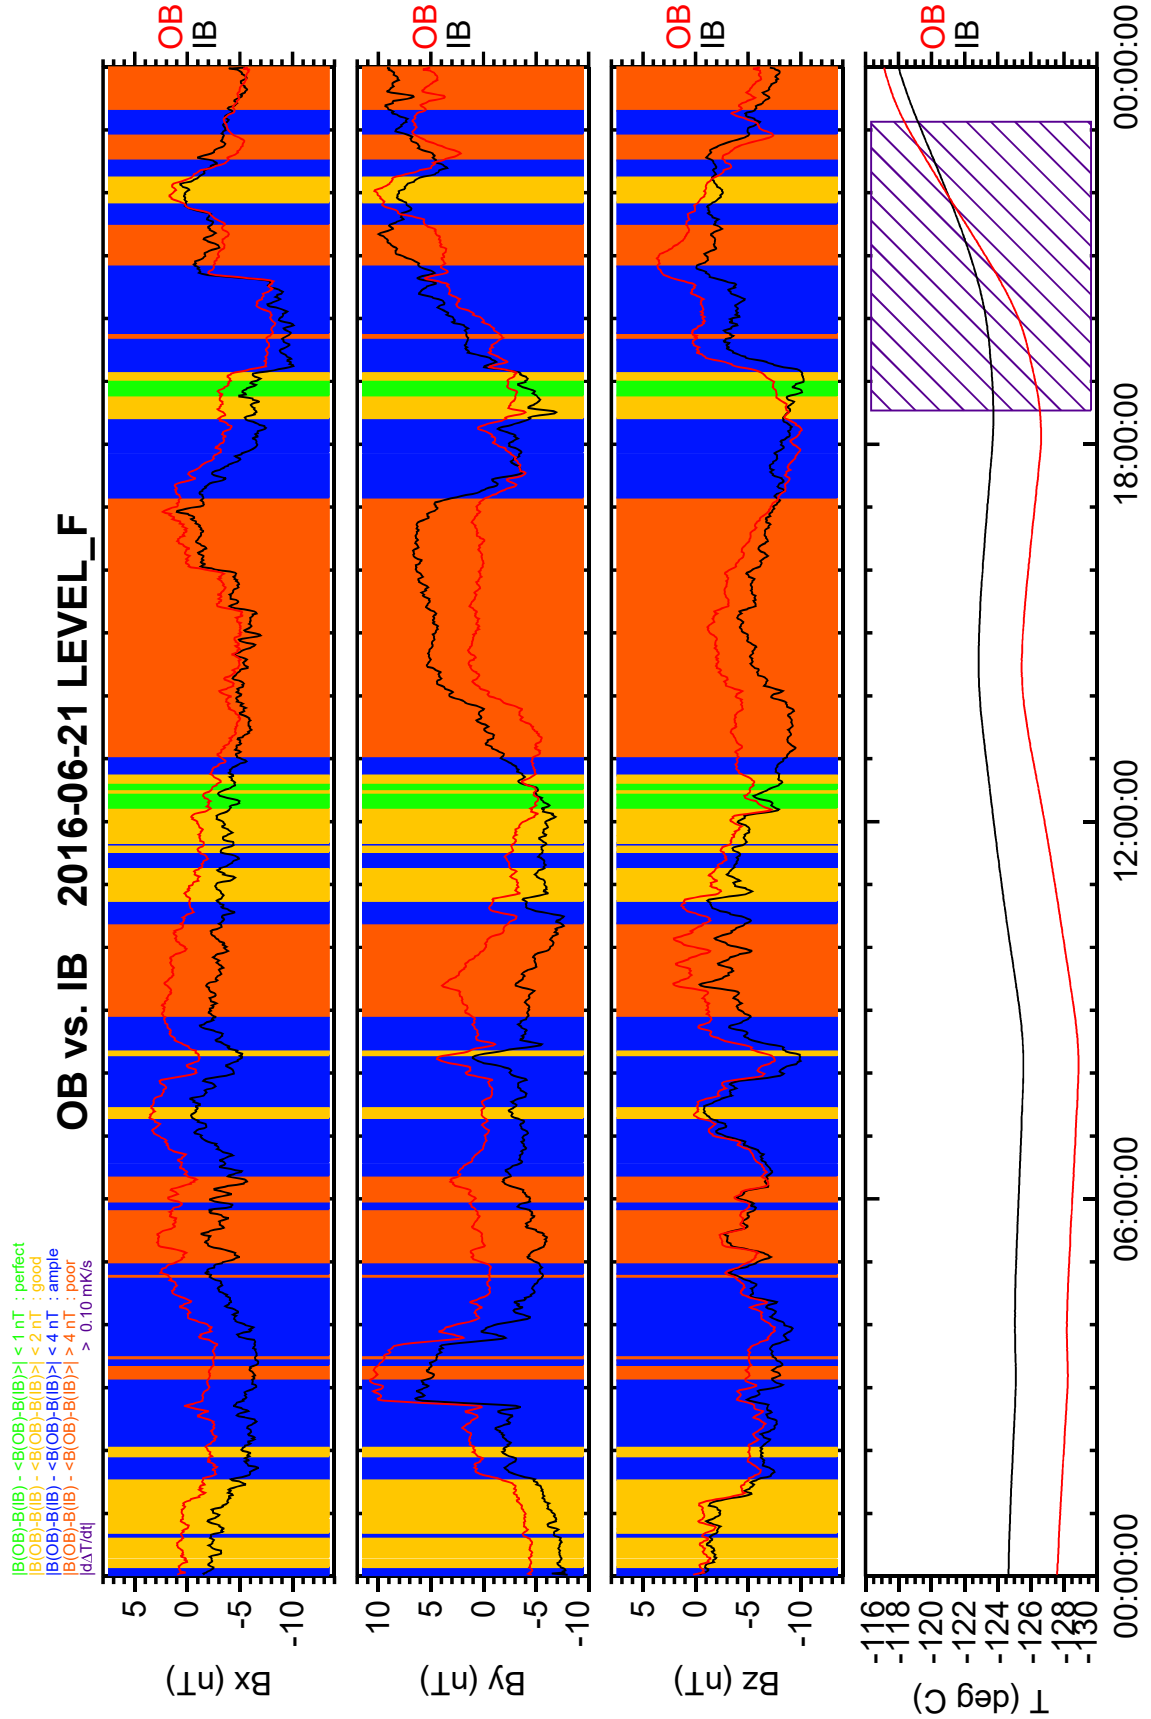 |B(OB)-B(IB) - <B(OB)-B(IB)>| < 1 nT : perfect
|B(OB)-B(IB) - <B(OB)-B(IB)>| < 2 nT : good
|B(OB)-B(IB) - <B(OB)-B(IB)>| < 4 nT : ample
|B(OB)-B(IB) - <B(OB)-B(IB)>| > 4 nT : poor
|dΔT/dt| > 0.10 mK/s
OB vs. IB 2016-06-21 LEVEL_F
Bx (nT)
5
0
-5
-10
OB
IB
By (nT)
10
5
0
-5
-10
OB
IB
Bz (nT)
5
0
-5
-10
OB
IB
T (deg C)
-116
-118
-120
-122
-124
-126
-128
-130
OB
IB
00:00:00
06:00:00
12:00:00
18:00:00
00:00:00